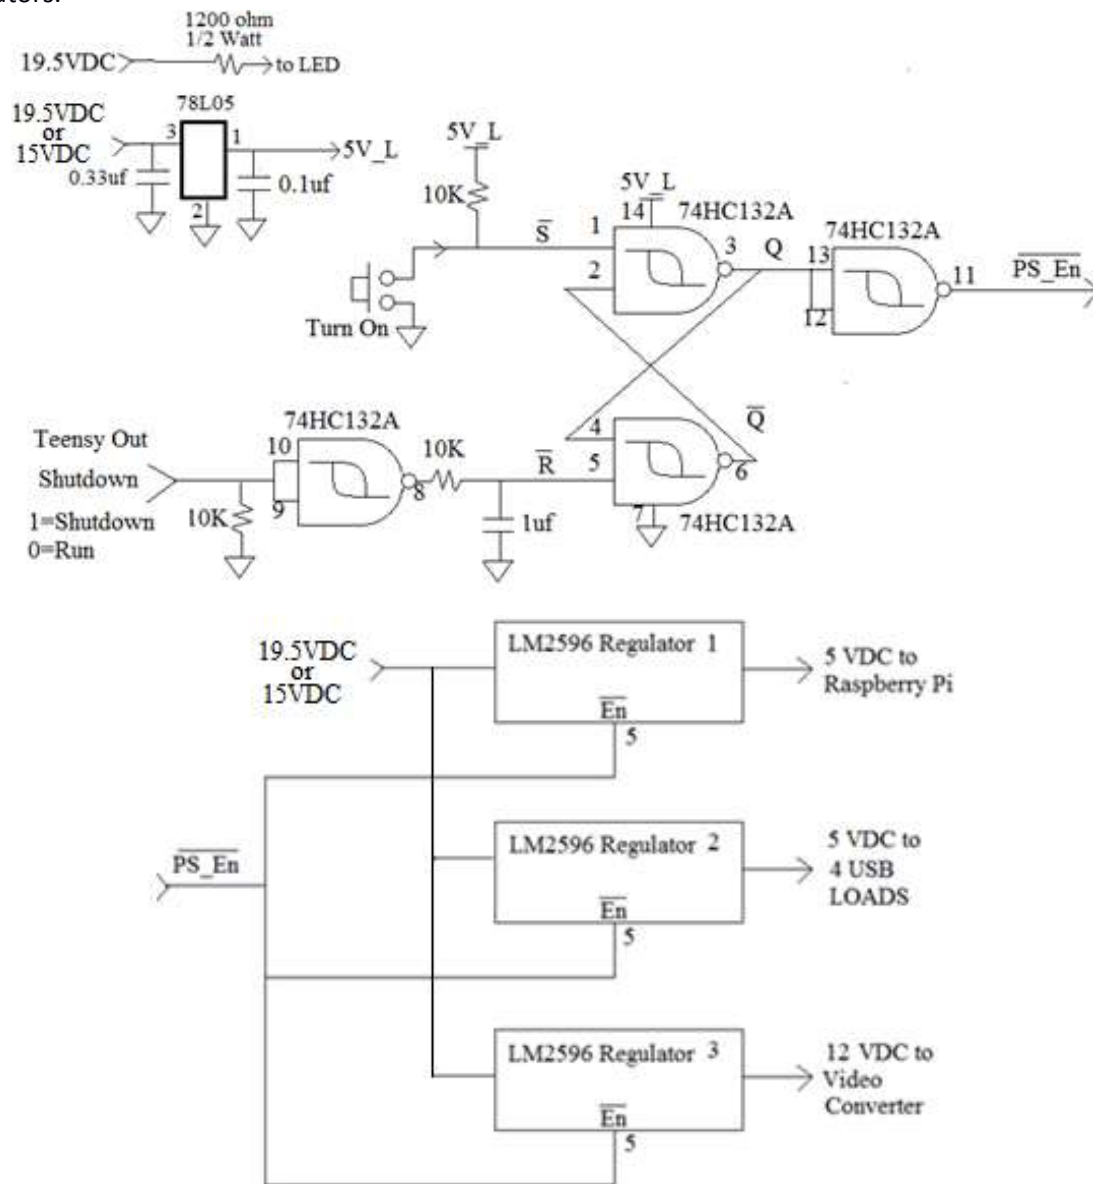 1200 ohm
1/2 Watt
19.5VDC
to LED
78L05
19.5VDC
or
15VDC
3
1
5V_L
0.33uf
0.1uf
2
5V_L
10K
5V_L
14
74HC132A
74HC132A
S
1
2
3
Q
13
12
11
PS_En
Turn On
74HC132A
Teensy Out
Shutdown
1=Shutdown
0=Run
10
9
8
10K
10K
R
1uf
4
5
Q
6
7
74HC132A
19.5VDC
or
15VDC
LM2596 Regulator 1
En
5
5 VDC to
Raspberry Pi
LM2596 Regulator 2
En
5
5 VDC to
4 USB
LOADS
PS_En
LM2596 Regulator 3
En
5
12 VDC to
Video
Converter